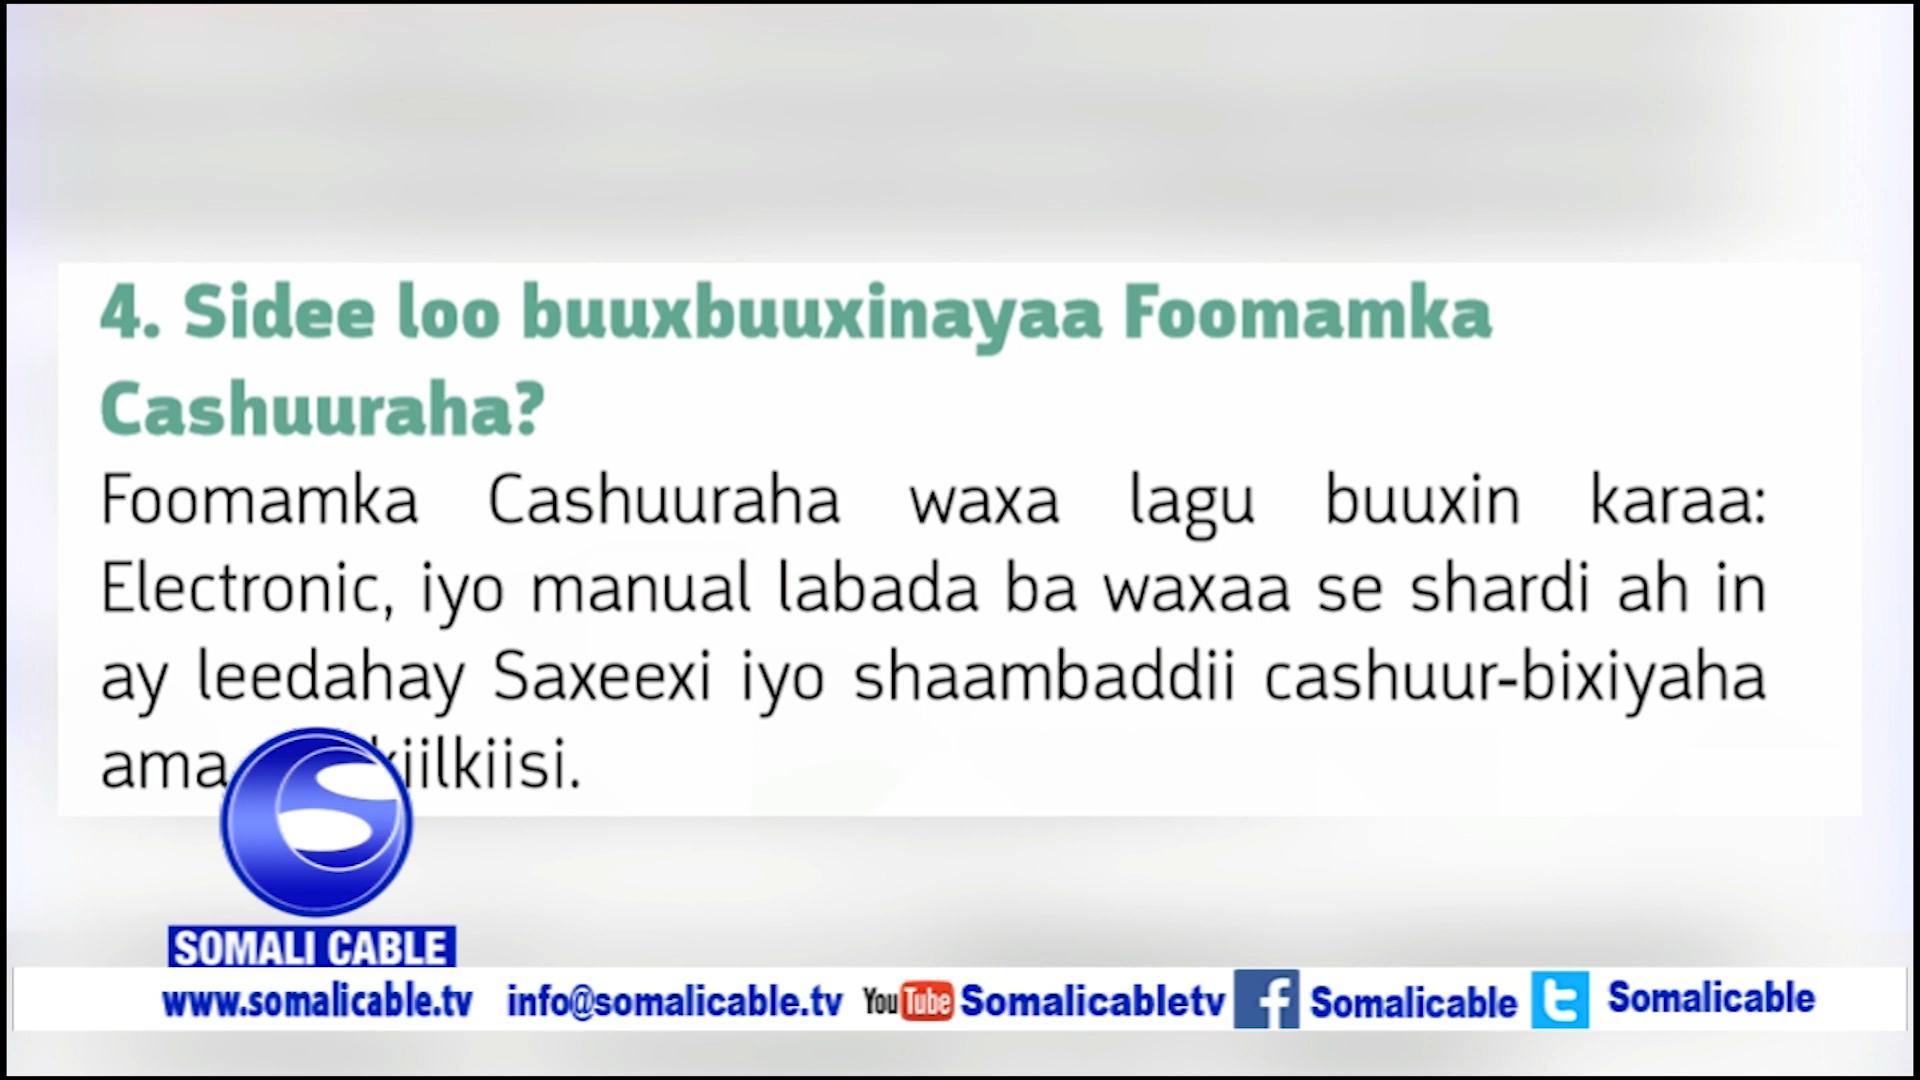 4. Sidee loo buuxbuuxinayaa Foomamka
Cashuuraha?
Foomamka Cashuuraha waxa lagu buuxin karaa:
Electronic, iyo manual labada ba waxaa se shardi ah in
ay leedahay Saxeexi iyo shaambaddii cashuur-bixiyaha
ama
SOMALI CABLE
www.somalicable.tv info@somalicable.tv YouTube Somalicabletv f Somalicable t Somalicable